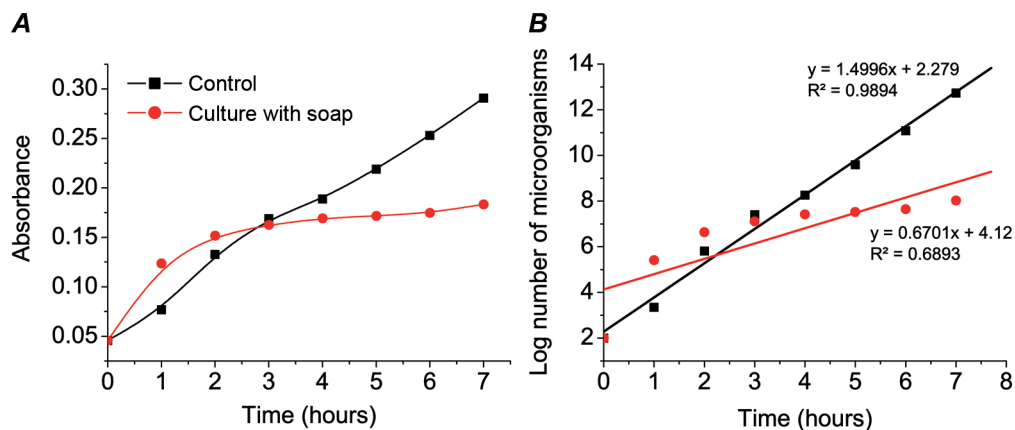 A
Absorbance
0.30
0.25
0.20
0.15
0.10
0.05
Control
Culture with soap
0 1 2 3 4 5 6 7
Time (hours)
B
Log number of microorganisms
14
12
10
8
6
4
2
y = 1.4996x + 2.279
R² = 0.9894
y = 0.6701x + 4.12
R² = 0.6893
0 1 2 3 4 5 6 7 8
Time (hours)